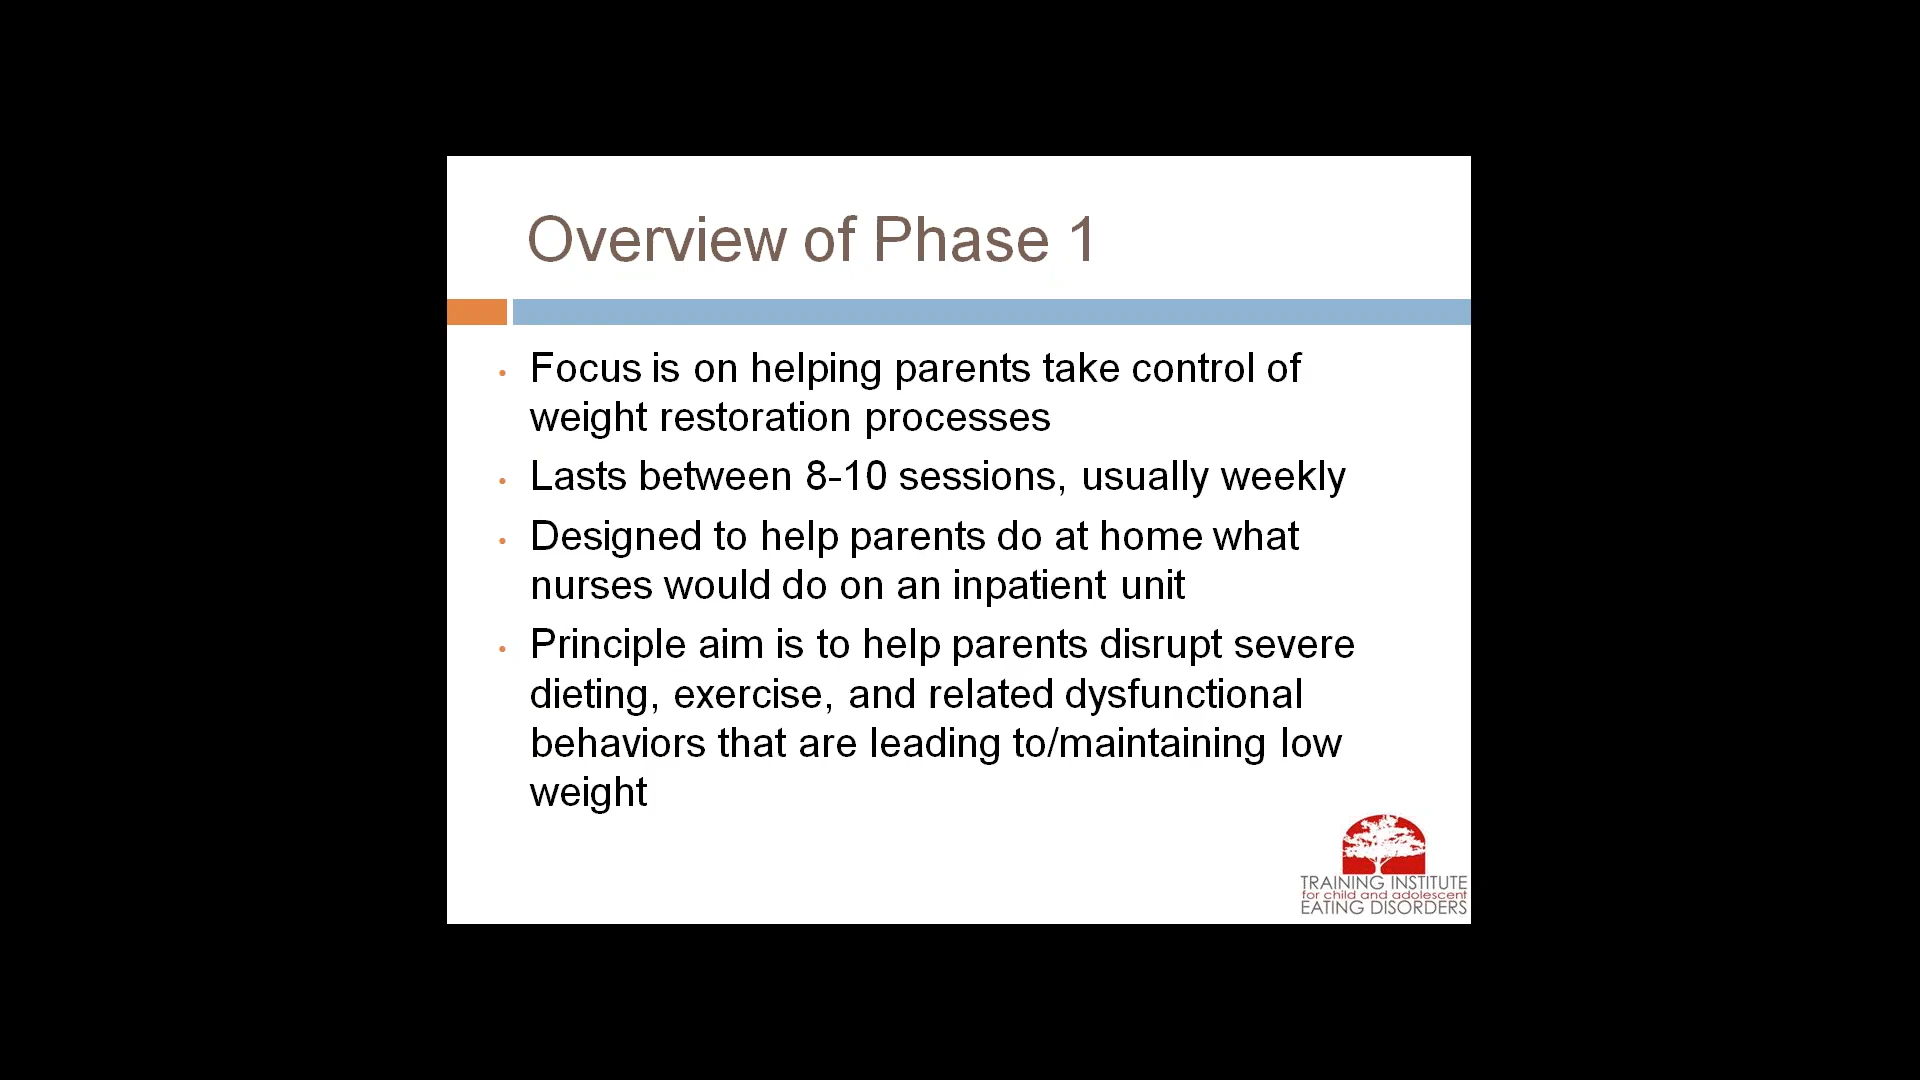 Overview of Phase 1
• Focus is on helping parents take control of
weight restoration processes
• Lasts between 8-10 sessions, usually weekly
• Designed to help parents do at home what
nurses would do on an inpatient unit
• Principle aim is to help parents disrupt severe
dieting, exercise, and related dysfunctional
behaviors that are leading to/maintaining low
weight
TRAINING INSTITUTE
for child and adolescent
EATING DISORDERS